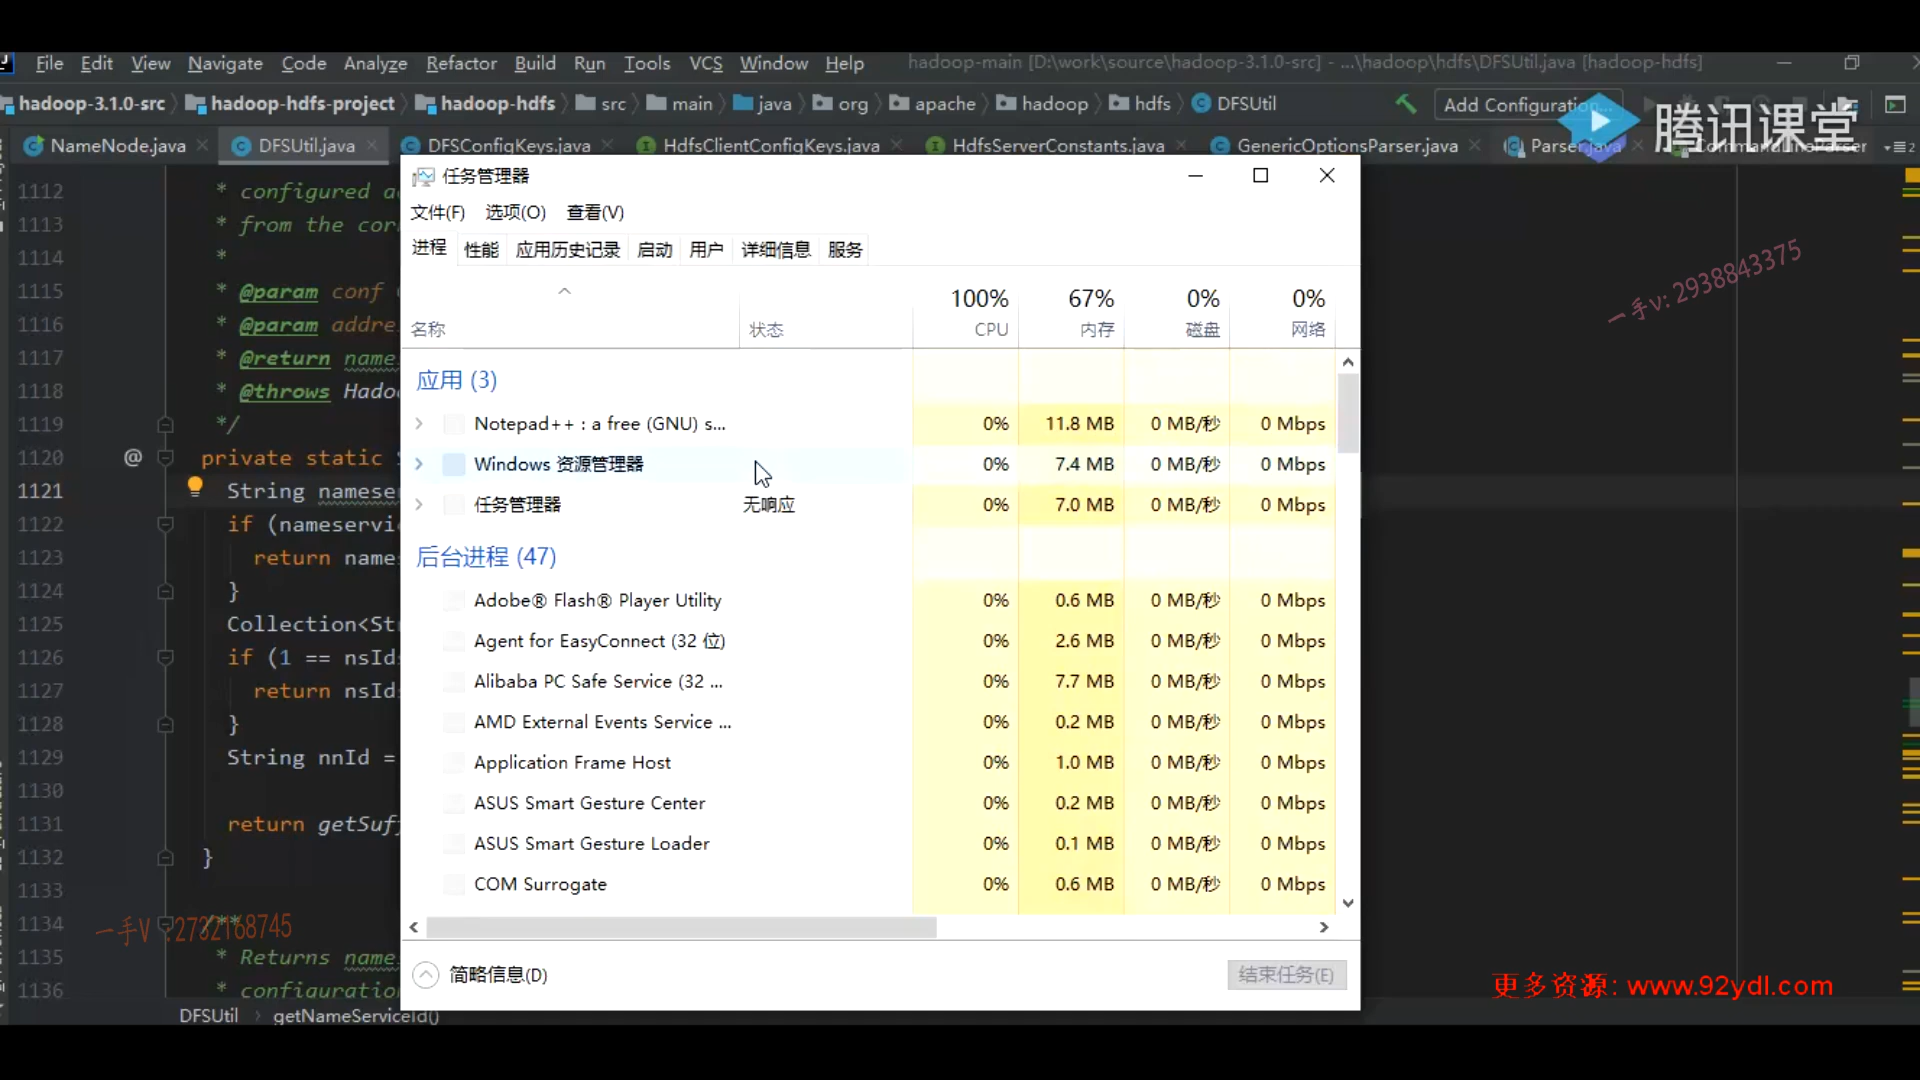 File Edit View Navigate Code Analyze Refactor Build Run Tools VCS Window Help hadoop-main [D:\work\source\hadoop-3.1.0-src] - ...\hadoop\hdfs\DFSUtil.java [hadoop-hdfs]
hadoop-3.1.0-src hadoop-hdfs-project hadoop-hdfs src main java org apache hadoop hdfs DFSUtil Add Configuration...
腾讯课堂
NameNode.java DFSUtil.java DFSConfigKeys.java HdfsClientConfigKeys.java HdfsServerConstants.java GenericOptionsParser.java Parser.java CommandLineParser
任务管理器
文件(F) 选项(O) 查看(V)
进程 性能 应用历史记录 启动 用户 详细信息 服务
100% 67% 0% 0%
名称 状态 CPU 内存 磁盘 网络
应用 (3)
Notepad++ : a free (GNU) s... 0% 11.8 MB 0 MB/秒 0 Mbps
Windows 资源管理器 0% 7.4 MB 0 MB/秒 0 Mbps
任务管理器 无响应 0% 7.0 MB 0 MB/秒 0 Mbps
后台进程 (47)
Adobe® Flash® Player Utility 0% 0.6 MB 0 MB/秒 0 Mbps
Agent for EasyConnect (32 位) 0% 2.6 MB 0 MB/秒 0 Mbps
Alibaba PC Safe Service (32 ... 0% 7.7 MB 0 MB/秒 0 Mbps
AMD External Events Service ... 0% 0.2 MB 0 MB/秒 0 Mbps
Application Frame Host 0% 1.0 MB 0 MB/秒 0 Mbps
ASUS Smart Gesture Center 0% 0.2 MB 0 MB/秒 0 Mbps
ASUS Smart Gesture Loader 0% 0.1 MB 0 MB/秒 0 Mbps
COM Surrogate 0% 0.6 MB 0 MB/秒 0 Mbps
简略信息(D) 结束任务(E)
1112 * configured a
1113 * from the cor
1114 *
1115 * @param conf
1116 * @param addre
1117 * @return name
1118 * @throws Hado
1119 */
1120 @ private static
1121 String namese
1122 if (nameservi
1123 return name
1124 }
1125 Collection<St
1126 if (1 == nsId
1127 return nsId
1128 }
1129 String nnId =
1130
1131 return getSuf
1132 }
1133
1134 /**
1135 * Returns name
1136 * configuration
DFSUtil getNameServiceId()
一手v: 2938843375
一手V :2732168745
更多资源: www.92ydl.com